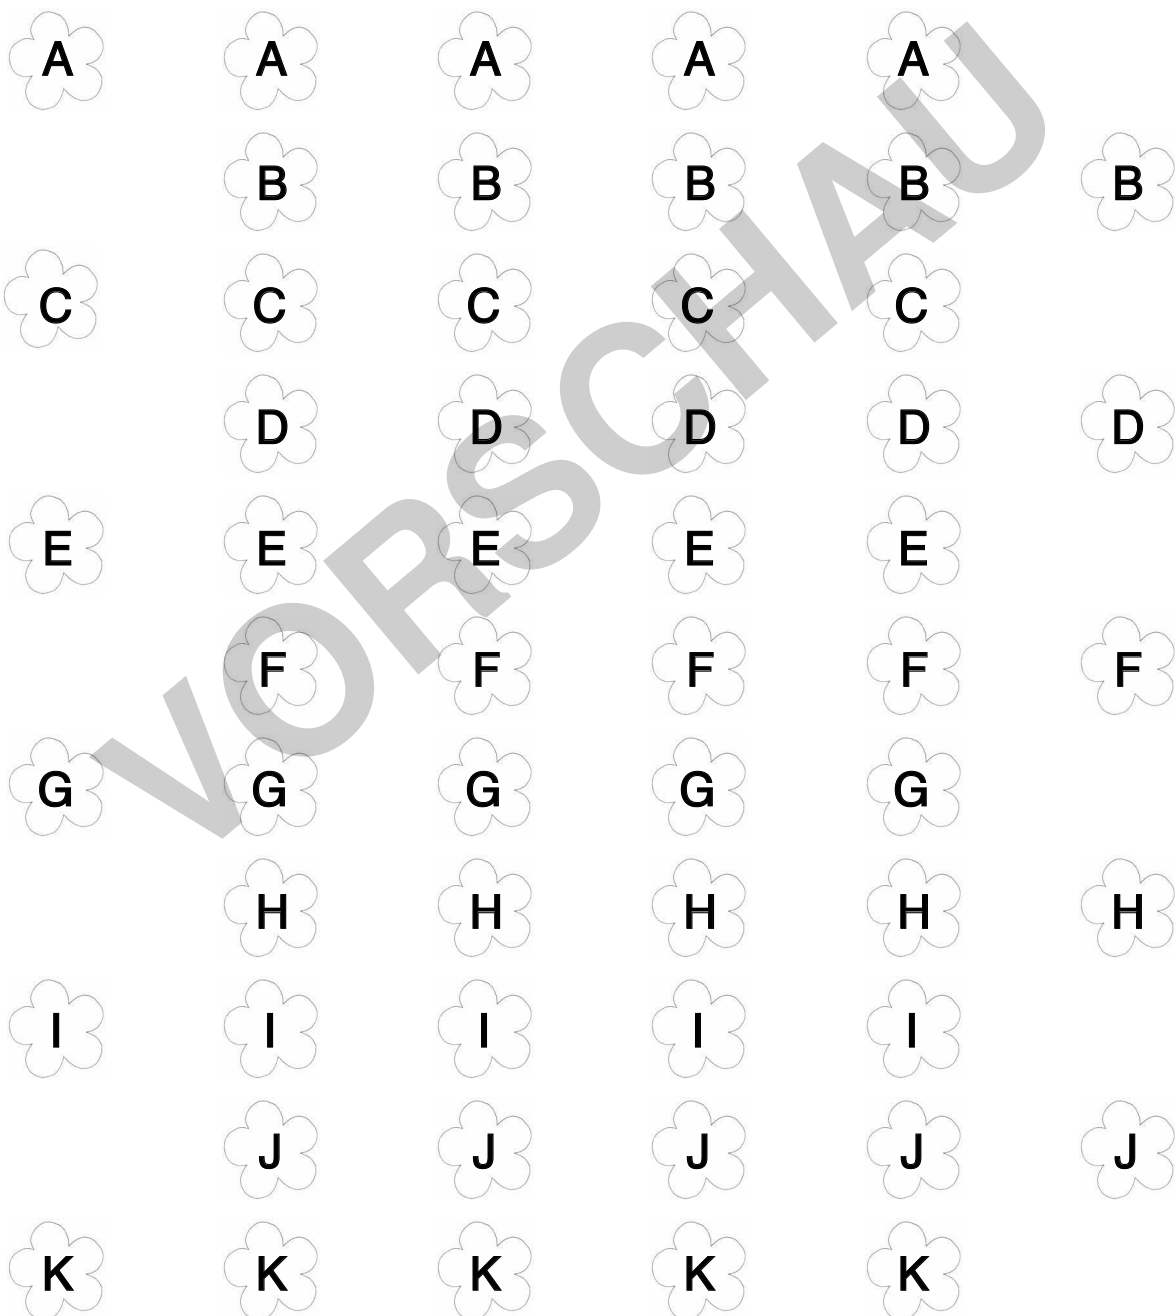 A A A A A
B B B B B
C C C C C
D D D D D
E E E E E
F F F F F
G G G G G
H H H H H
I I I I I
J J J J J
K K K K K
VORSCHAU